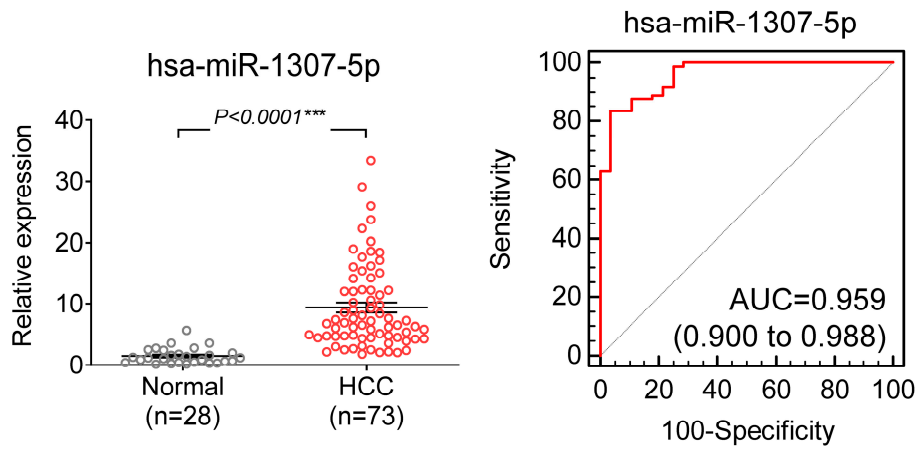 hsa-miR-1307-5p
P<0.0001***
Relative expression
40
30
20
10
0
Normal
(n=28)
HCC
(n=73)
hsa-miR-1307-5p
Sensitivity
100
80
60
40
20
0
AUC=0.959
(0.900 to 0.988)
0 20 40 60 80 100
100-Specificity